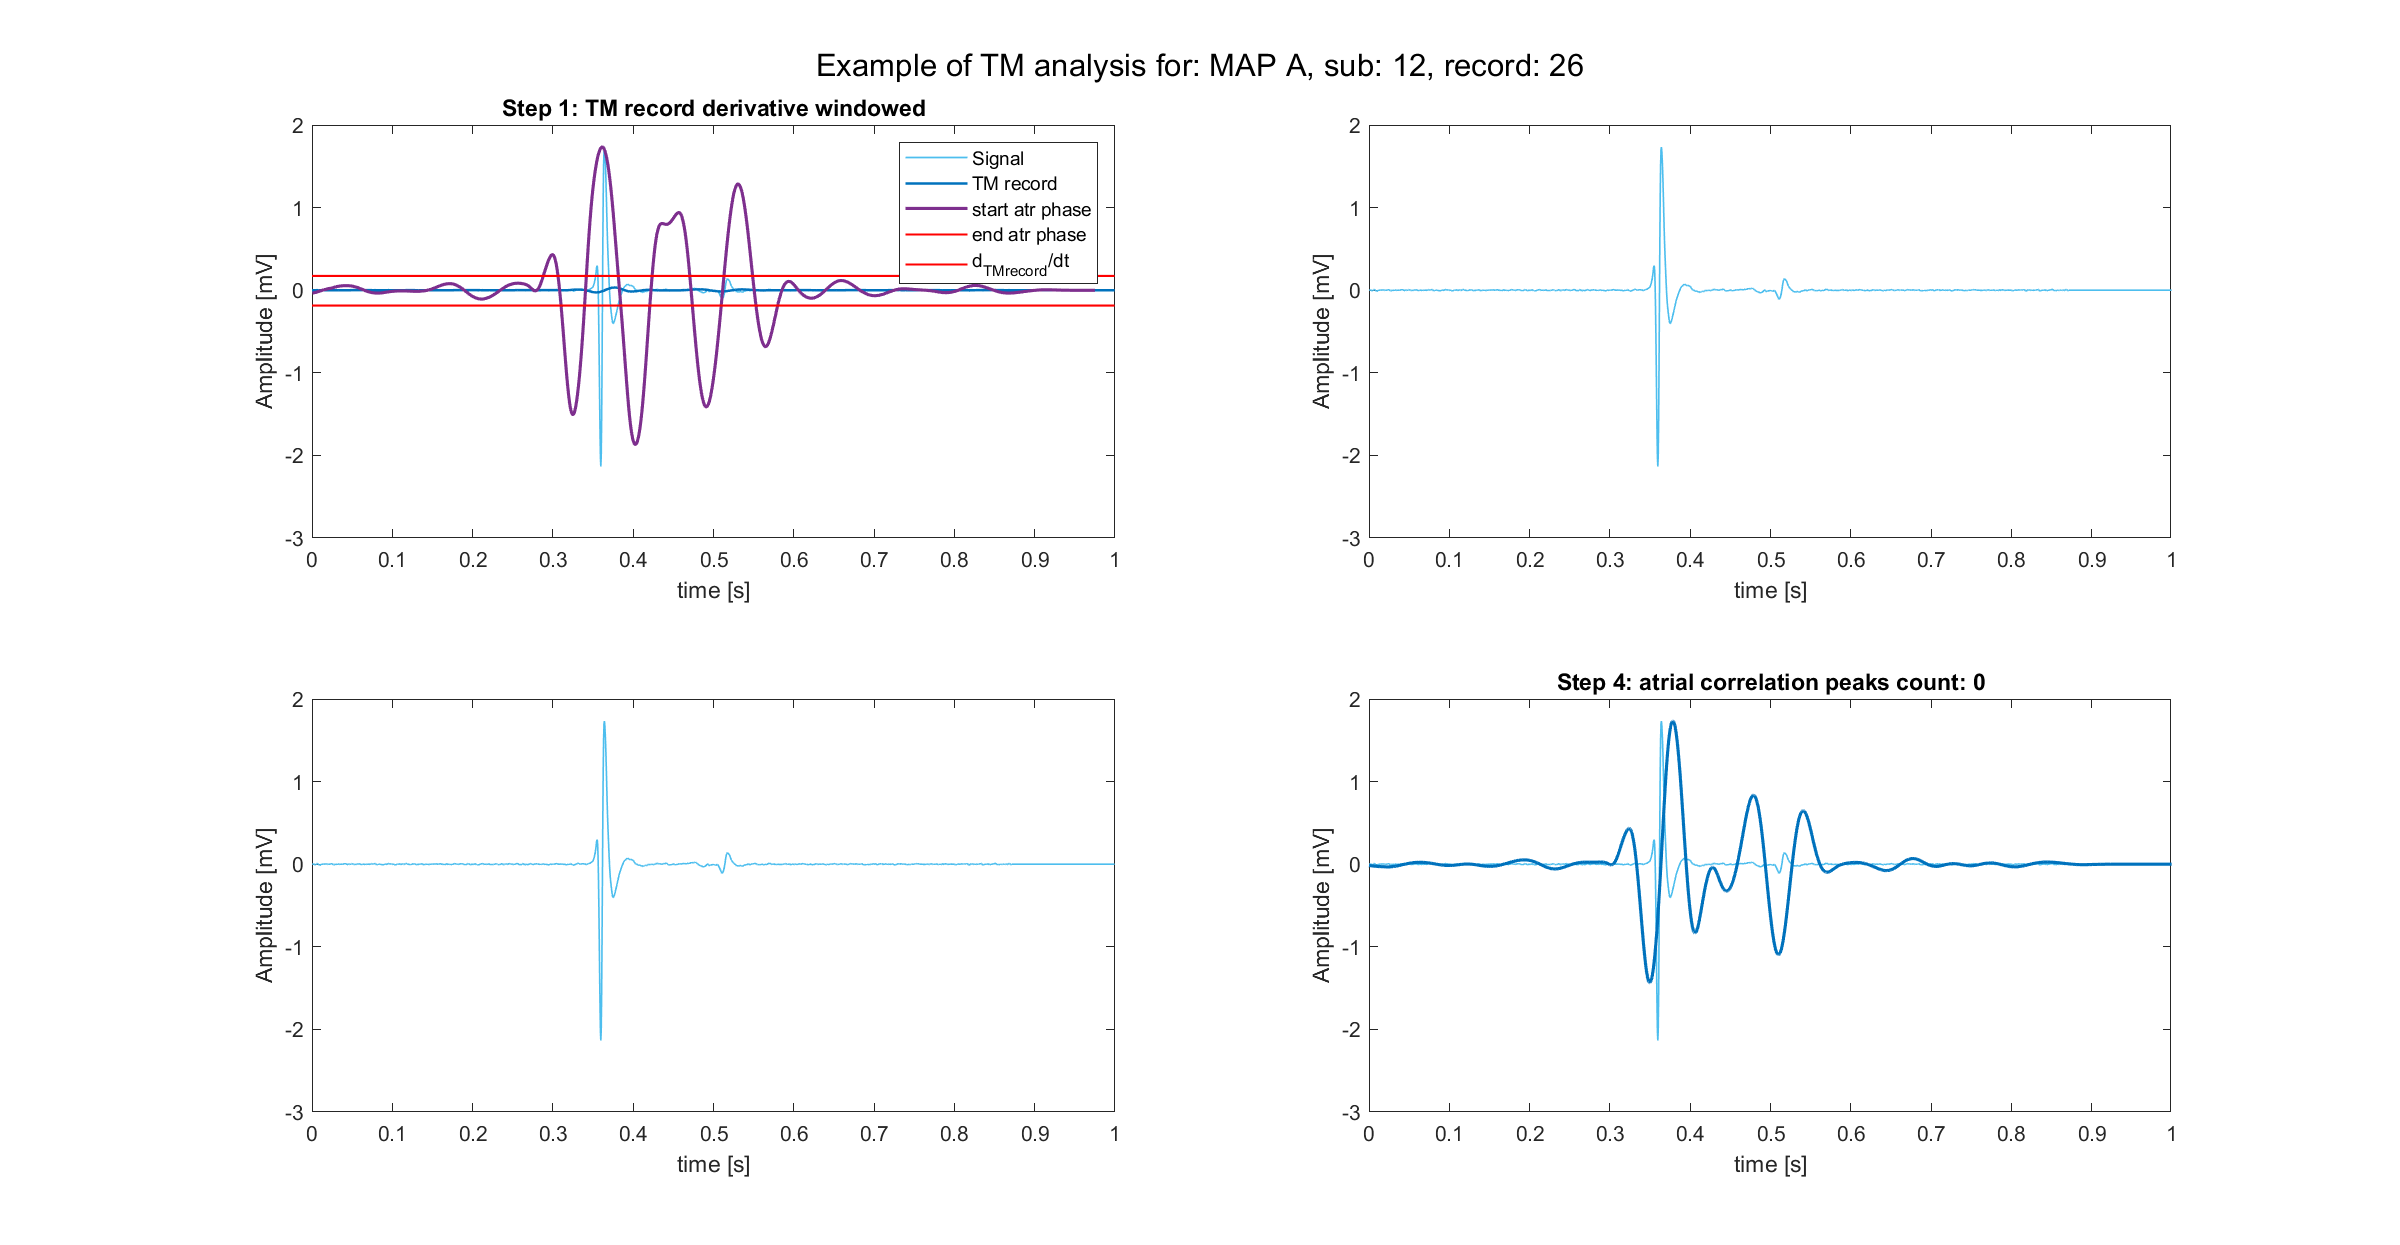 Example of TM analysis for: MAP A, sub: 12, record: 26
Step 1: TM record derivative windowed
2
1
0
-1
-2
-3
Amplitude [mV]
Signal
TM record
start atr phase
end atr phase
d_TMrecord/dt
0 0.1 0.2 0.3 0.4 0.5 0.6 0.7 0.8 0.9 1
time [s]
2
1
0
-1
-2
-3
Amplitude [mV]
0 0.1 0.2 0.3 0.4 0.5 0.6 0.7 0.8 0.9 1
time [s]
2
1
0
-1
-2
-3
Amplitude [mV]
0 0.1 0.2 0.3 0.4 0.5 0.6 0.7 0.8 0.9 1
time [s]
Step 4: atrial correlation peaks count: 0
2
1
0
-1
-2
-3
Amplitude [mV]
0 0.1 0.2 0.3 0.4 0.5 0.6 0.7 0.8 0.9 1
time [s]